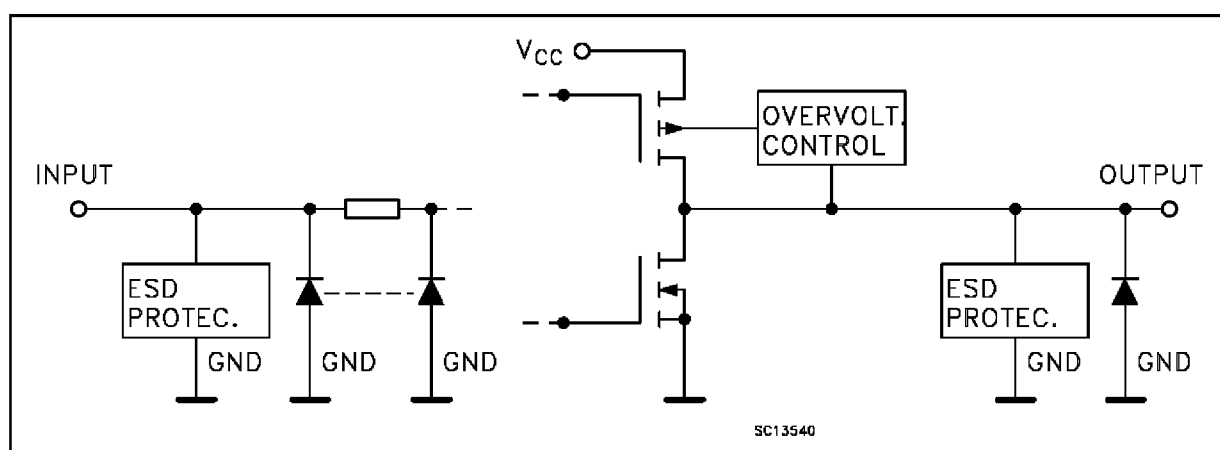 VCC
OVERVOLT.
CONTROL
INPUT
OUTPUT
ESD
PROTEC.
GND
GND
GND
ESD
PROTEC.
GND
GND
SC13540